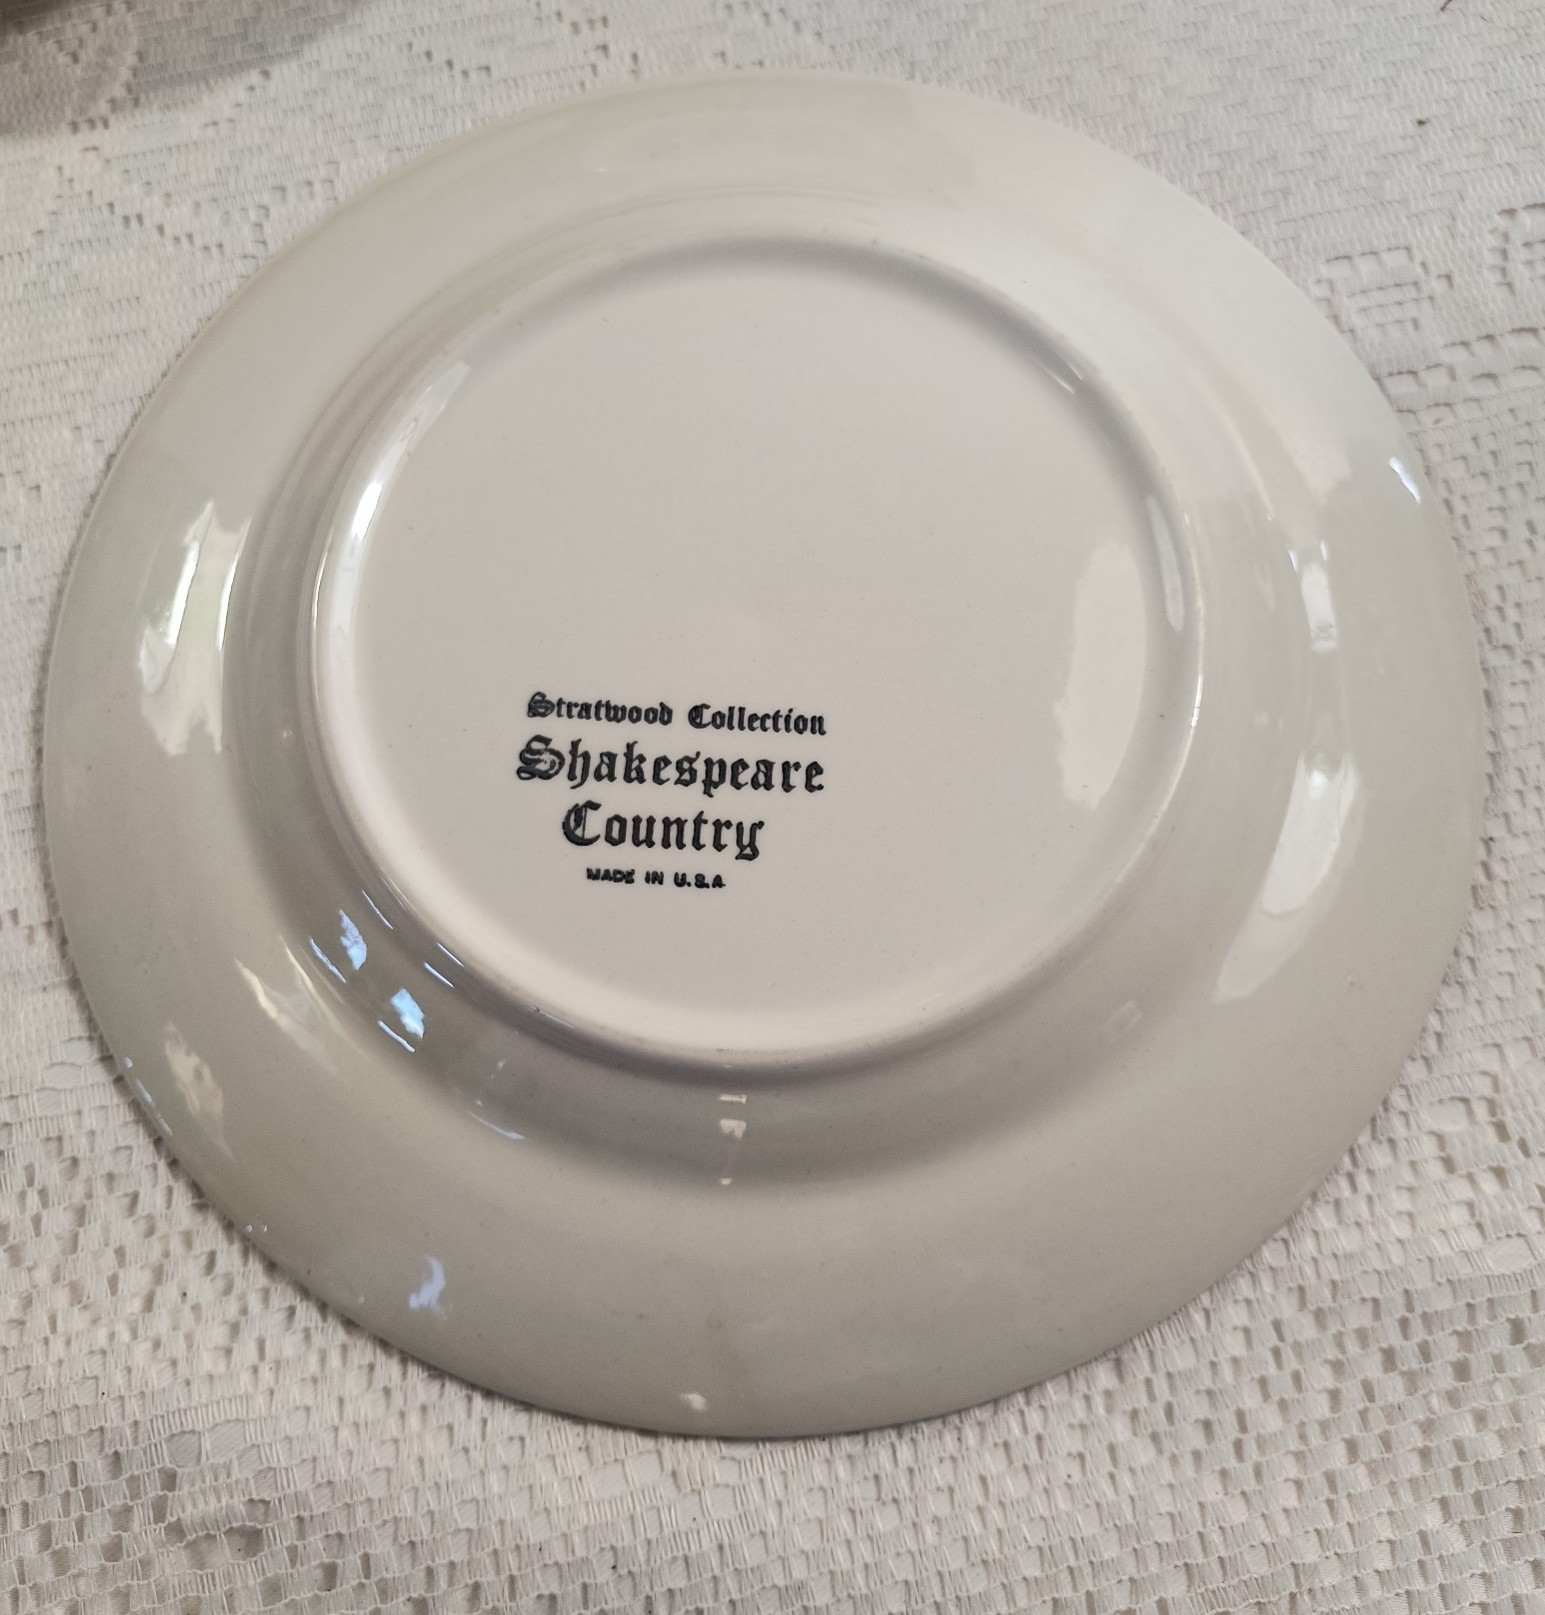 Stratwood Collection
Shakespeare
Country
MADE IN U.S.A